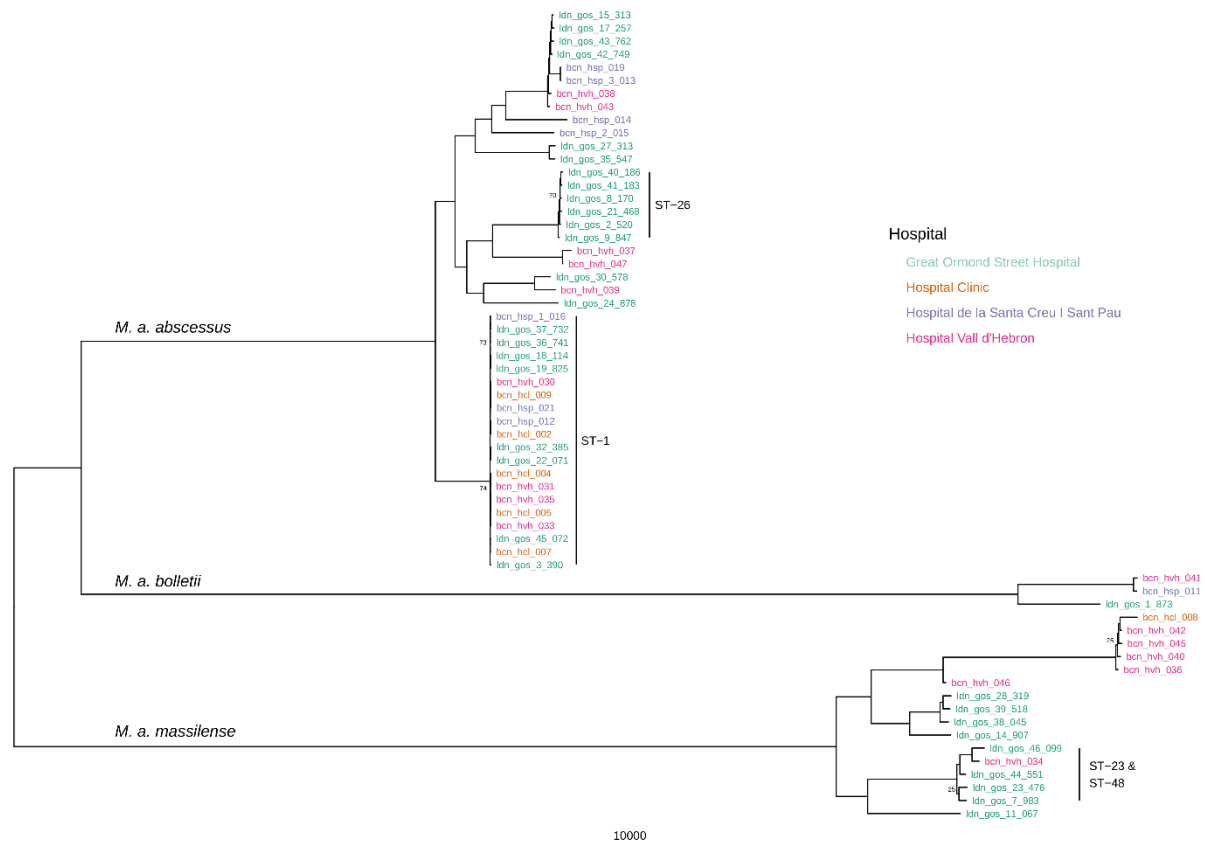 ldn_gos_15_313
ldn_gos_17_257
ldn_gos_43_762
ldn_gos_42_749
bcn_hsp_019
bcn_hsp_3_013
bcn_hvh_038
bcn_hvh_043
bcn_hsp_014
bcn_hsp_2_015
ldn_gos_27_313
ldn_gos_35_547
ldn_gos_40_186
ldn_gos_41_183
70
ldn_gos_8_170
ST−26
ldn_gos_21_468
ldn_gos_2_520
ldn_gos_9_847
Hospital
bcn_hvh_037
bcn_hvh_047
Great Ormond Street Hospital
ldn_gos_30_578
Hospital Clinic
bcn_hvh_039
ldn_gos_24_878
Hospital de la Santa Creu I Sant Pau
bcn_hsp_1_016
M. a. abscessus
ldn_gos_37_732
Hospital Vall d'Hebron
73
ldn_gos_36_741
ldn_gos_18_114
ldn_gos_19_825
bcn_hvh_030
bcn_hcl_009
bcn_hsp_021
bcn_hsp_012
bcn_hcl_002
ST−1
ldn_gos_32_385
ldn_gos_22_071
bcn_hcl_004
74
bcn_hvh_031
bcn_hvh_035
bcn_hcl_005
bcn_hvh_033
ldn_gos_45_072
bcn_hcl_007
ldn_gos_3_390
M. a. bolletii
bcn_hvh_041
bcn_hsp_011
ldn_gos_1_873
bcn_hcl_008
bcn_hvh_042
bcn_hvh_045
bcn_hvh_040
bcn_hvh_036
bcn_hvh_046
ldn_gos_28_319
ldn_gos_39_518
ldn_gos_38_045
M. a. massilense
ldn_gos_14_907
ldn_gos_46_099
bcn_hvh_034
ST−23 &
ldn_gos_44_551
ST−48
ldn_gos_23_476
25
ldn_gos_7_983
ldn_gos_11_067
10000